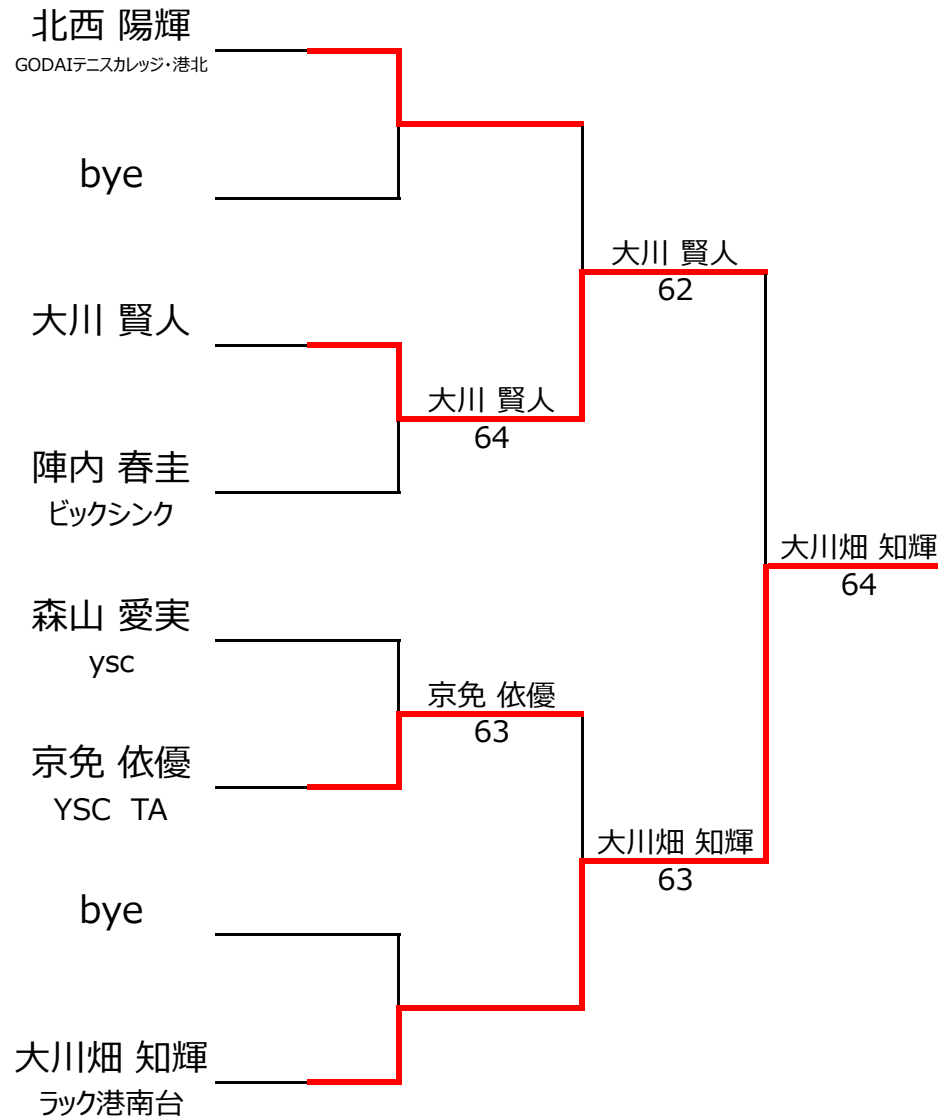 北西 陽輝
GODAIテニスカレッジ・港北
bye
大川 賢人
62
大川 賢人
大川 賢人
64
陣内 春圭
ビックシンク
大川畑 知輝
64
森山 愛実
ysc
京免 依優
63
京免 依優
YSC TA
大川畑 知輝
63
bye
大川畑 知輝
ラック港南台